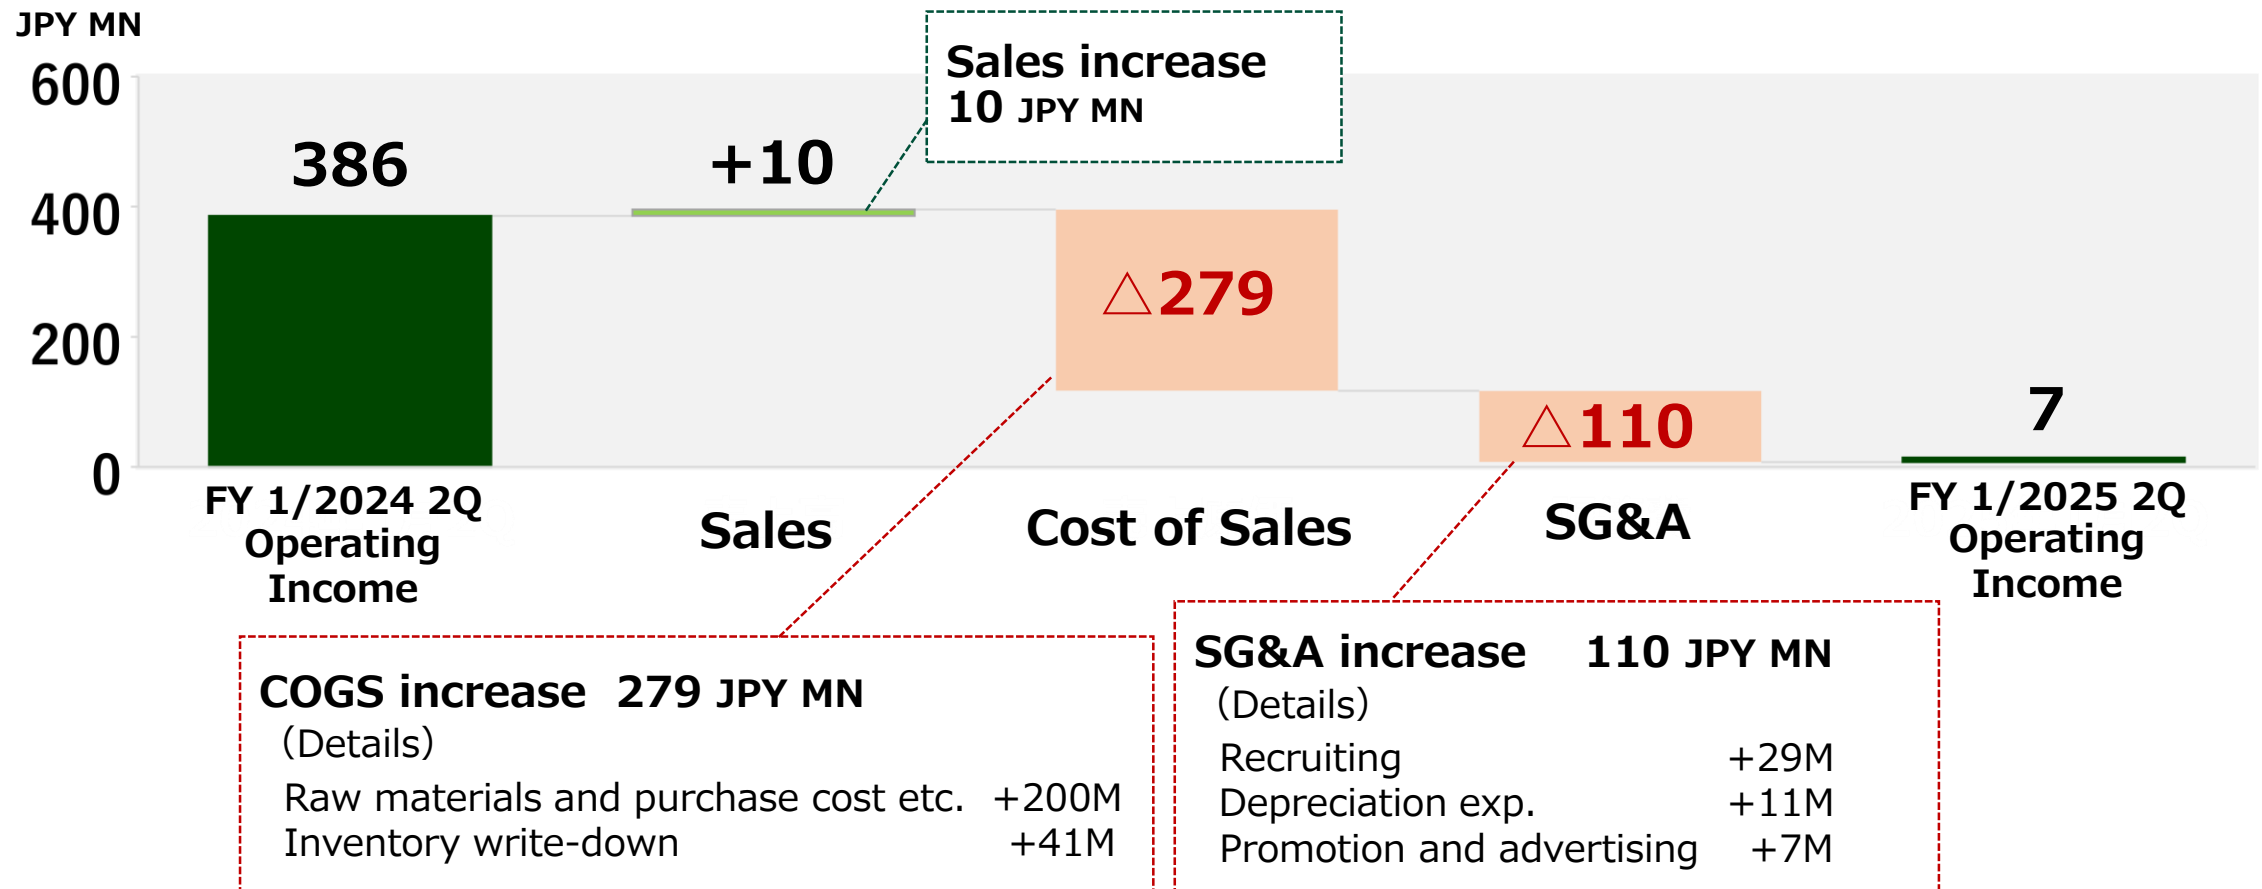 JPY MN
600
400
200
0
386
+10
Sales increase
10 JPY MN
△279
△110
7
FY 1/2024 2Q
Operating
Income
Sales
Cost of Sales
SG&A
FY 1/2025 2Q
Operating
Income
COGS increase 279 JPY MN
（Details）
Raw materials and purchase cost etc. +200M
Inventory write-down +41M
SG&A increase 110 JPY MN
（Details）
Recruiting +29M
Depreciation exp. +11M
Promotion and advertising +7M